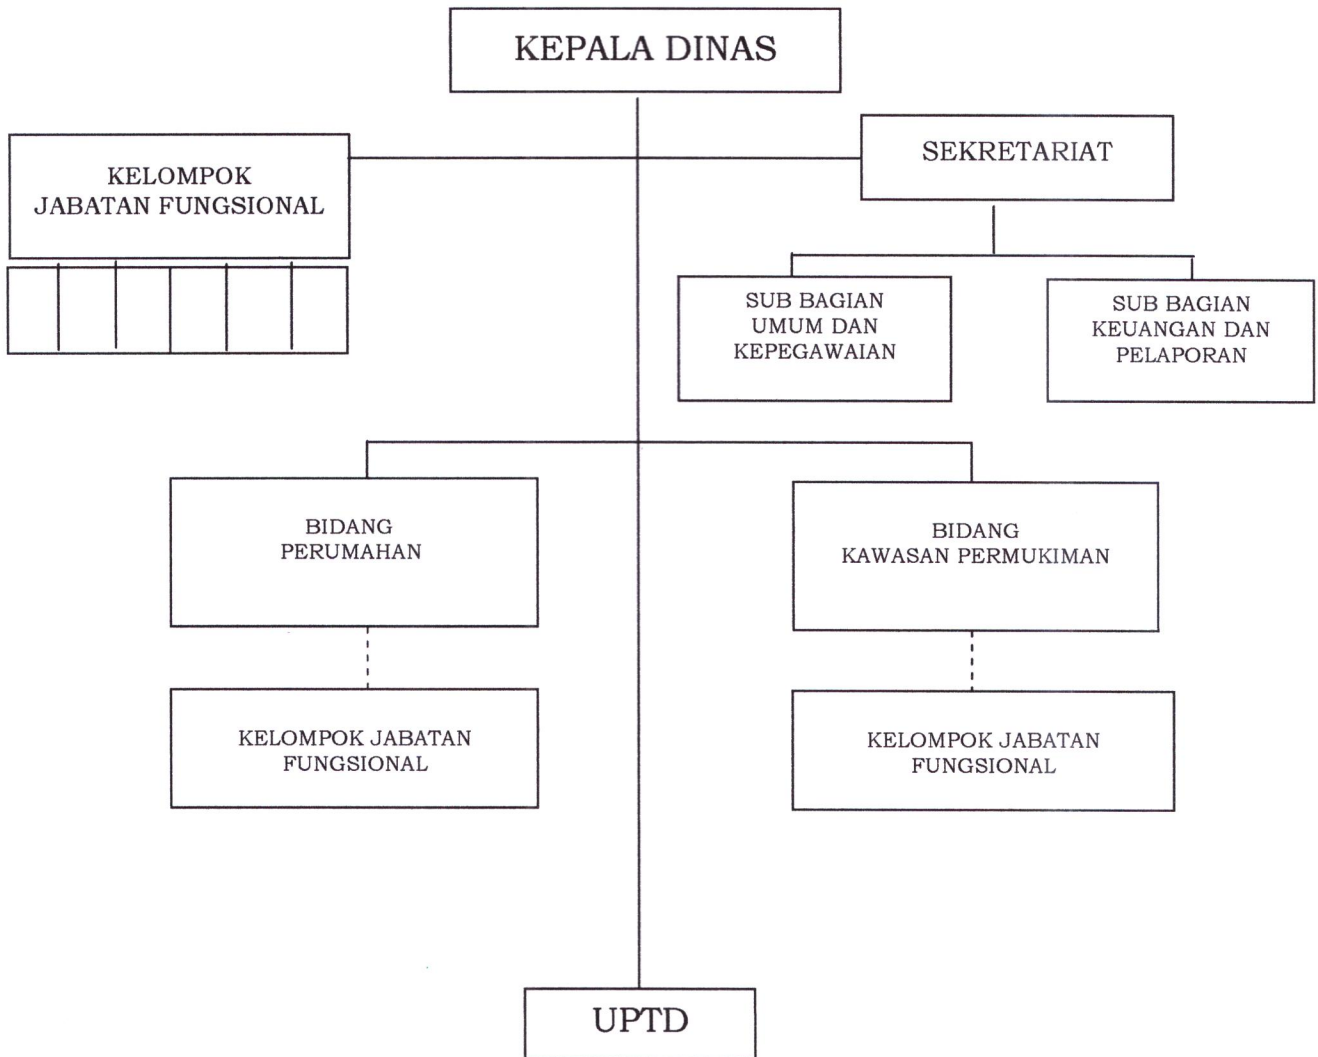 KEPALA DINAS
KELOMPOK
JABATAN FUNGSIONAL
SEKRETARIAT
SUB BAGIAN
UMUM DAN
KEPEGAWAIAN
SUB BAGIAN
KEUANGAN DAN
PELAPORAN
BIDANG
PERUMAHAN
BIDANG
KAWASAN PERMUKIMAN
KELOMPOK JABATAN
FUNGSIONAL
KELOMPOK JABATAN
FUNGSIONAL
UPTD